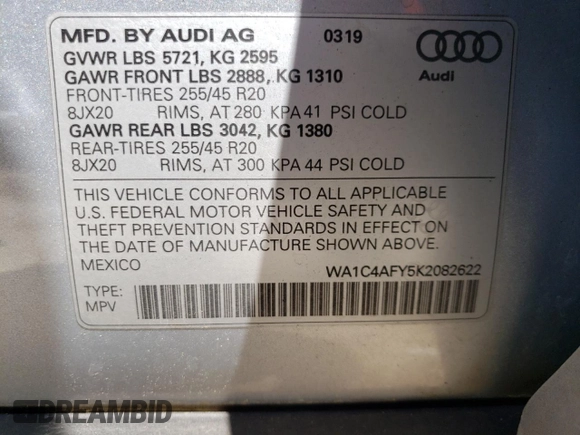 MFD. BY AUDI AG 0319
GVWR LBS 5721, KG 2595
GAWR FRONT LBS 2888, KG 1310
Audi
FRONT-TIRES 255/45 R20
8JX20 RIMS, AT 280 KPA 41 PSI COLD
GAWR REAR LBS 3042, KG 1380
REAR-TIRES 255/45 R20
8JX20 RIMS, AT 300 KPA 44 PSI COLD
THIS VEHICLE CONFORMS TO ALL APPLICABLE
U.S. FEDERAL MOTOR VEHICLE SAFETY AND
THEFT PREVENTION STANDARDS IN EFFECT ON
THE DATE OF MANUFACTURE SHOWN ABOVE.
MEXICO WA1C4AFY5K2082622
TYPE:
MPV
DREAMBID